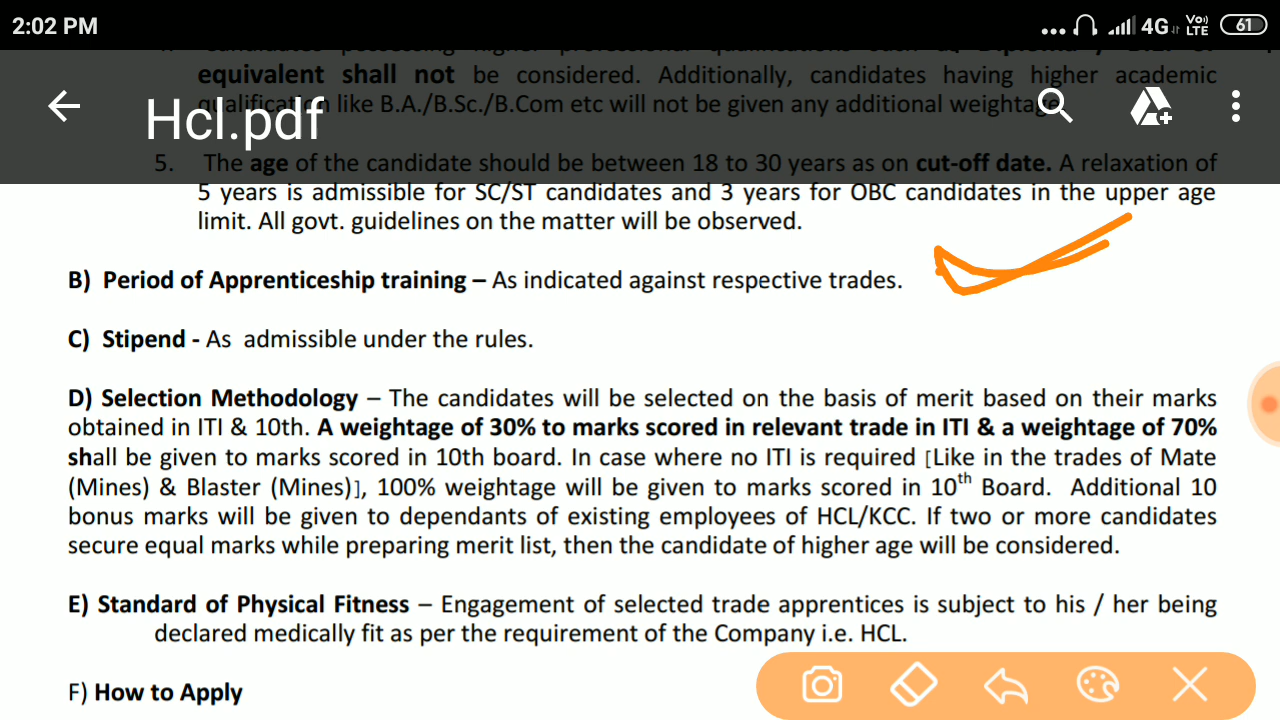 2:02 PM
4G Vo) LTE 61
equivalent shall not be considered. Additionally, candidates having higher academic
qualification like B.A./B.Sc./B.Com etc will not be given any additional weightage.
Hcl.pdf
5. The age of the candidate should be between 18 to 30 years as on cut-off date. A relaxation of
5 years is admissible for SC/ST candidates and 3 years for OBC candidates in the upper age
limit. All govt. guidelines on the matter will be observed.
B) Period of Apprenticeship training – As indicated against respective trades.
C) Stipend - As admissible under the rules.
D) Selection Methodology – The candidates will be selected on the basis of merit based on their marks
obtained in ITI & 10th. A weightage of 30% to marks scored in relevant trade in ITI & a weightage of 70%
shall be given to marks scored in 10th board. In case where no ITI is required [Like in the trades of Mate
(Mines) & Blaster (Mines)], 100% weightage will be given to marks scored in 10th Board. Additional 10
bonus marks will be given to dependants of existing employees of HCL/KCC. If two or more candidates
secure equal marks while preparing merit list, then the candidate of higher age will be considered.
E) Standard of Physical Fitness – Engagement of selected trade apprentices is subject to his / her being
declared medically fit as per the requirement of the Company i.e. HCL.
F) How to Apply